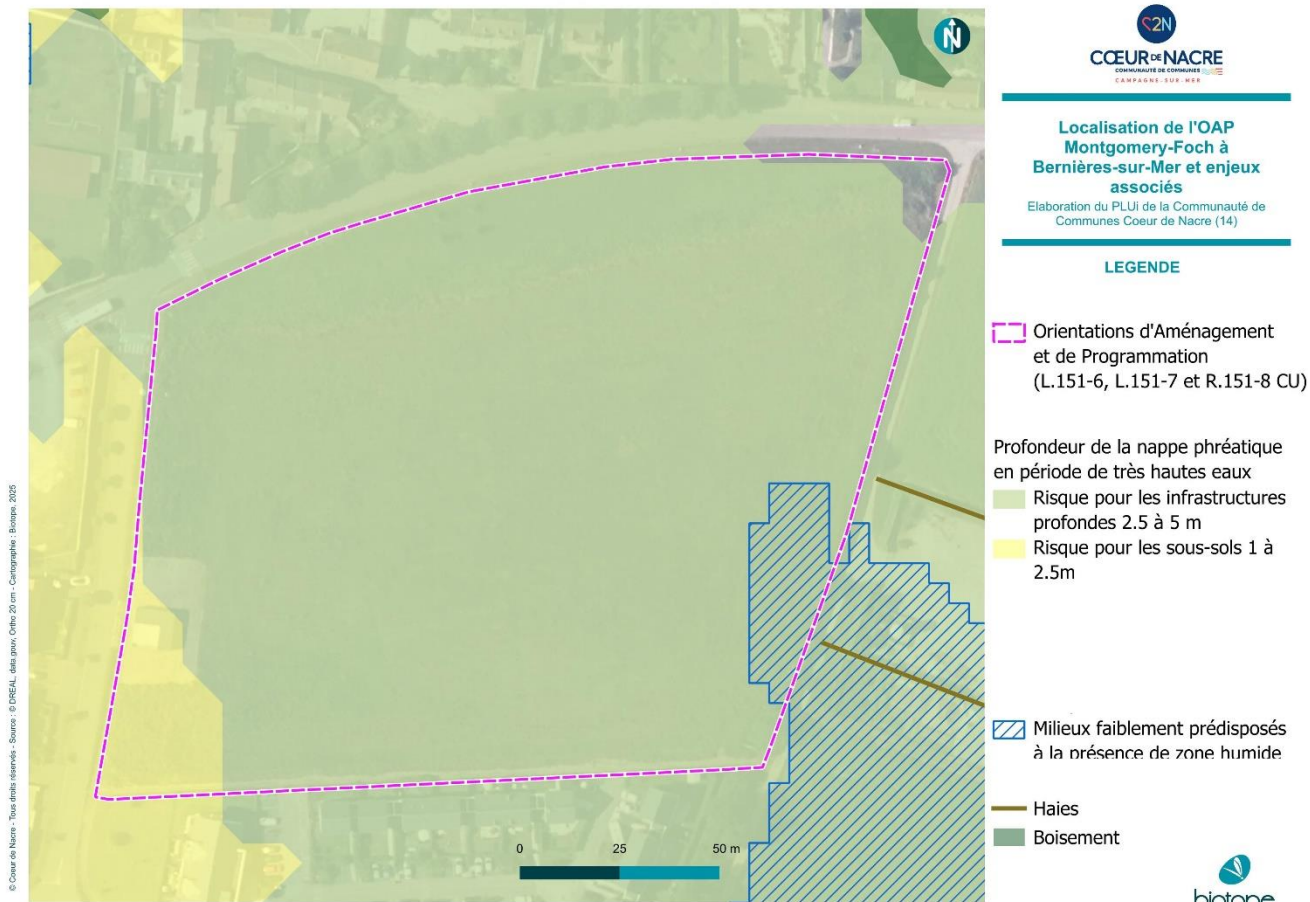 N
C2N
CŒUR DE NACRE
COMMUNAUTÉ DE COMMUNES
CAMPAGNE-SUR-MER
Localisation de l'OAP
Montgomery-Foch à
Bernières-sur-Mer et enjeux
associés
Elaboration du PLUi de la Communauté de
Communes Coeur de Nacre (14)
LEGENDE
Orientations d'Aménagement
et de Programmation
(L.151-6, L.151-7 et R.151-8 CU)
Profondeur de la nappe phréatique
en période de très hautes eaux
Risque pour les infrastructures
profondes 2.5 à 5 m
Risque pour les sous-sols 1 à
2.5m
Milieux faiblement prédisposés
à la présence de zone humide
Haies
Boisement
biotope
0 25 50 m
© Coeur de Nacre - Tous droits réservés - Source : © DREAL, data.gouv, Ortho 20 cm - Cartographie : Biotope, 2025